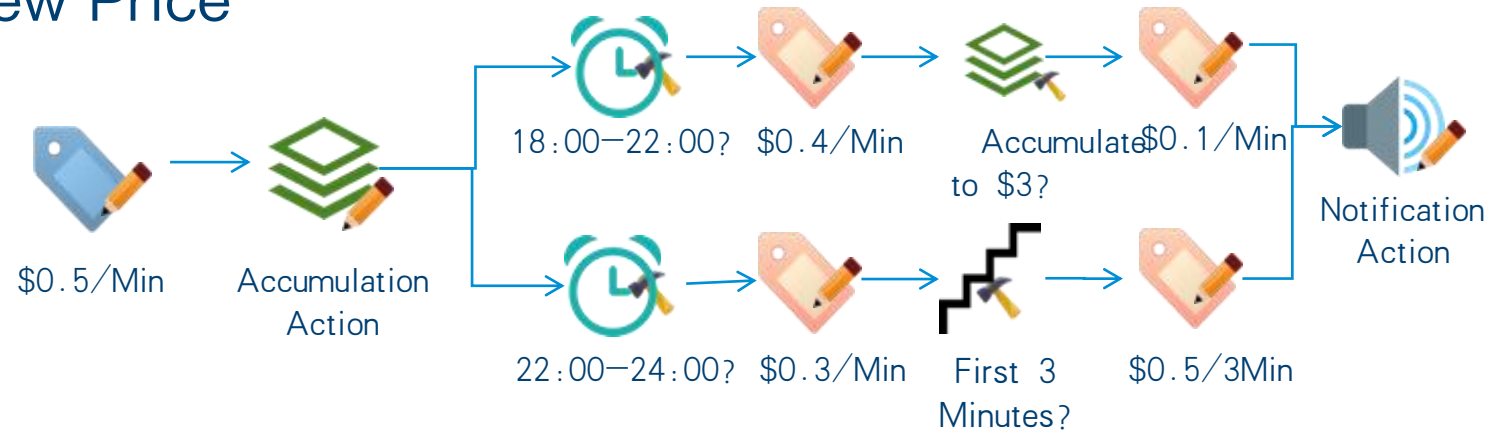 Price
$0.5/Min
Accumulation
Action
18:00—22:00?
$0.4/Min
Accumulate
to $3?
$0.1/Min
22:00—24:00?
$0.3/Min
First 3
Minutes?
$0.5/3Min
Notification
Action